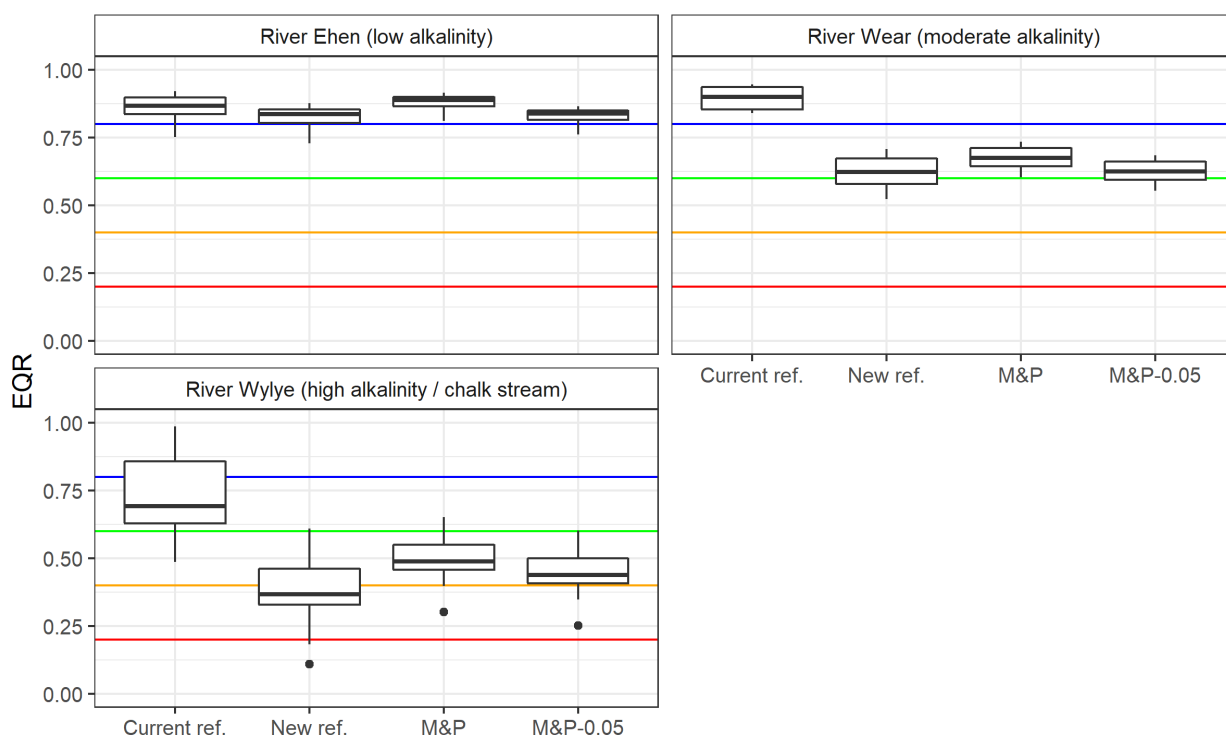 River Ehen (low alkalinity)
River Wear (moderate alkalinity)
1.00
0.75
0.50
0.25
0.00
Current ref.
New ref.
M&P
M&P-0.05
EQR
River Wylye (high alkalinity / chalk stream)
1.00
0.75
0.50
0.25
0.00
Current ref.
New ref.
M&P
M&P-0.05